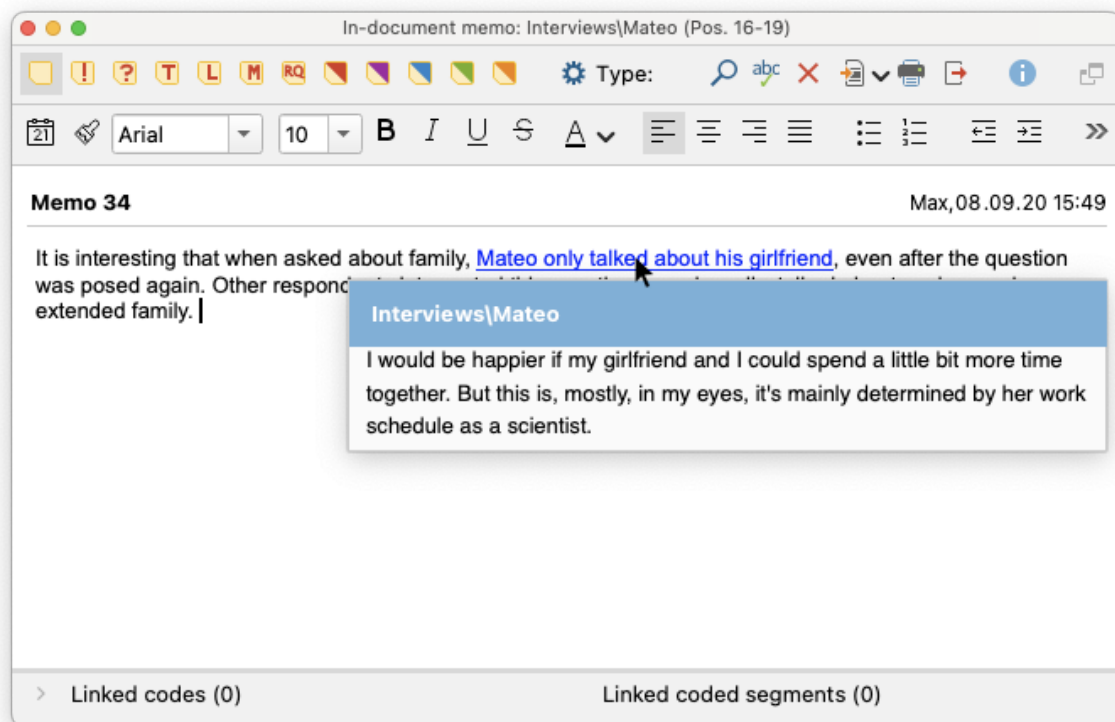 In-document memo: Interviews\Mateo (Pos. 16-19)
! ? T L M RQ Type: abc i
21 Arial 10 B I U S A
Memo 34 Max,08.09.20 15:49
It is interesting that when asked about family, Mateo only talked about his girlfriend, even after the question
was posed again. Other
extended family.
Interviews\Mateo
I would be happier if my girlfriend and I could spend a little bit more time
together. But this is, mostly, in my eyes, it's mainly determined by her work
schedule as a scientist.
Linked codes (0) Linked coded segments (0)